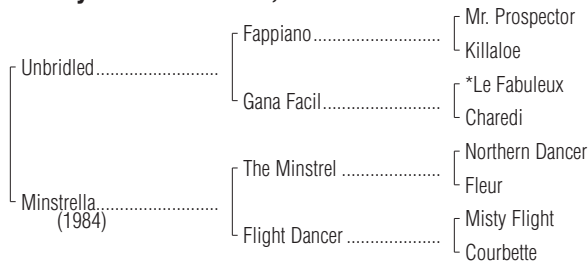 Mr. Prospector
Fappiano
Killaloe
Unbridled
*Le Fabuleux
Gana Facil
Charedi
Northern Dancer
The Minstrel
Fleur
Minstrella
(1984)
Misty Flight
Flight Dancer
Courbette